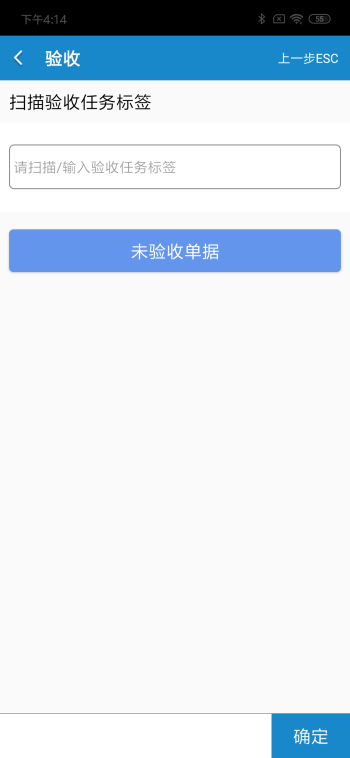 下午4:14
58
验收
上一步ESC
扫描验收任务标签
请扫描/输入验收任务标签
未验收单据
确定